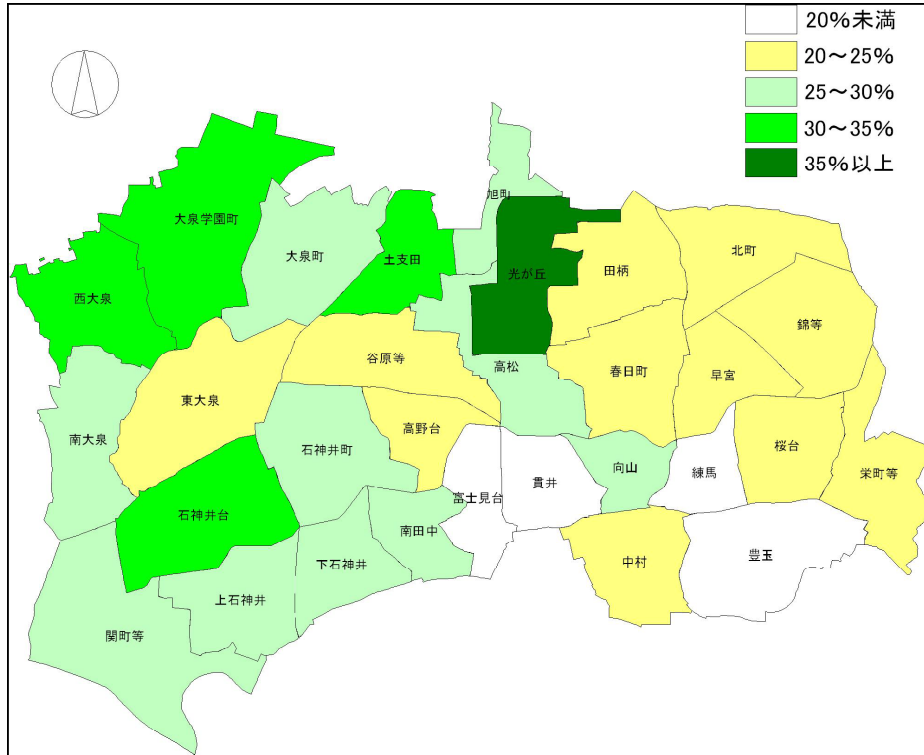 20%未満
20～25%
25～30%
30～35%
35%以上
旭町
大泉学園町
大泉町
土支田
光が丘
田柄
北町
西大泉
錦等
谷原等
高松
春日町
早宮
東大泉
南大泉
石神井町
高野台
向山
練馬
桜台
栄町等
富士見台
貫井
石神井台
南田中
中村
豊玉
下石神井
上石神井
関町等